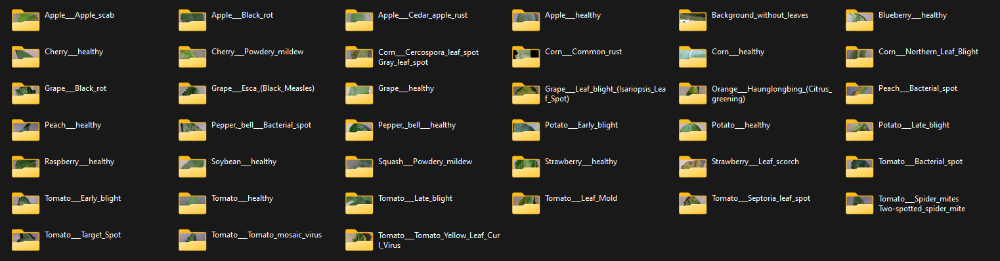 Apple___Apple_scab
Apple___Black_rot
Apple___Cedar_apple_rust
Apple___healthy
Background_without_leaves
Blueberry___healthy
Cherry___healthy
Cherry___Powdery_mildew
Corn___Cercospora_leaf_spot
Gray_leaf_spot
Corn___Common_rust
Corn___healthy
Corn___Northern_Leaf_Blight
Grape___Black_rot
Grape___Esca_(Black_Measles)
Grape___healthy
Grape___Leaf_blight_(Isariopsis_Lea
f_Spot)
Orange___Haunglongbing_(Citrus_
greening)
Peach___Bacterial_spot
Peach___healthy
Pepper,_bell___Bacterial_spot
Pepper,_bell___healthy
Potato___Early_blight
Potato___healthy
Potato___Late_blight
Raspberry___healthy
Soybean___healthy
Squash___Powdery_mildew
Strawberry___healthy
Strawberry___Leaf_scorch
Tomato___Bacterial_spot
Tomato___Early_blight
Tomato___healthy
Tomato___Late_blight
Tomato___Leaf_Mold
Tomato___Septoria_leaf_spot
Tomato___Spider_mites
Two-spotted_spider_mite
Tomato___Target_Spot
Tomato___Tomato_mosaic_virus
Tomato___Tomato_Yellow_Leaf_Cur
l_Virus